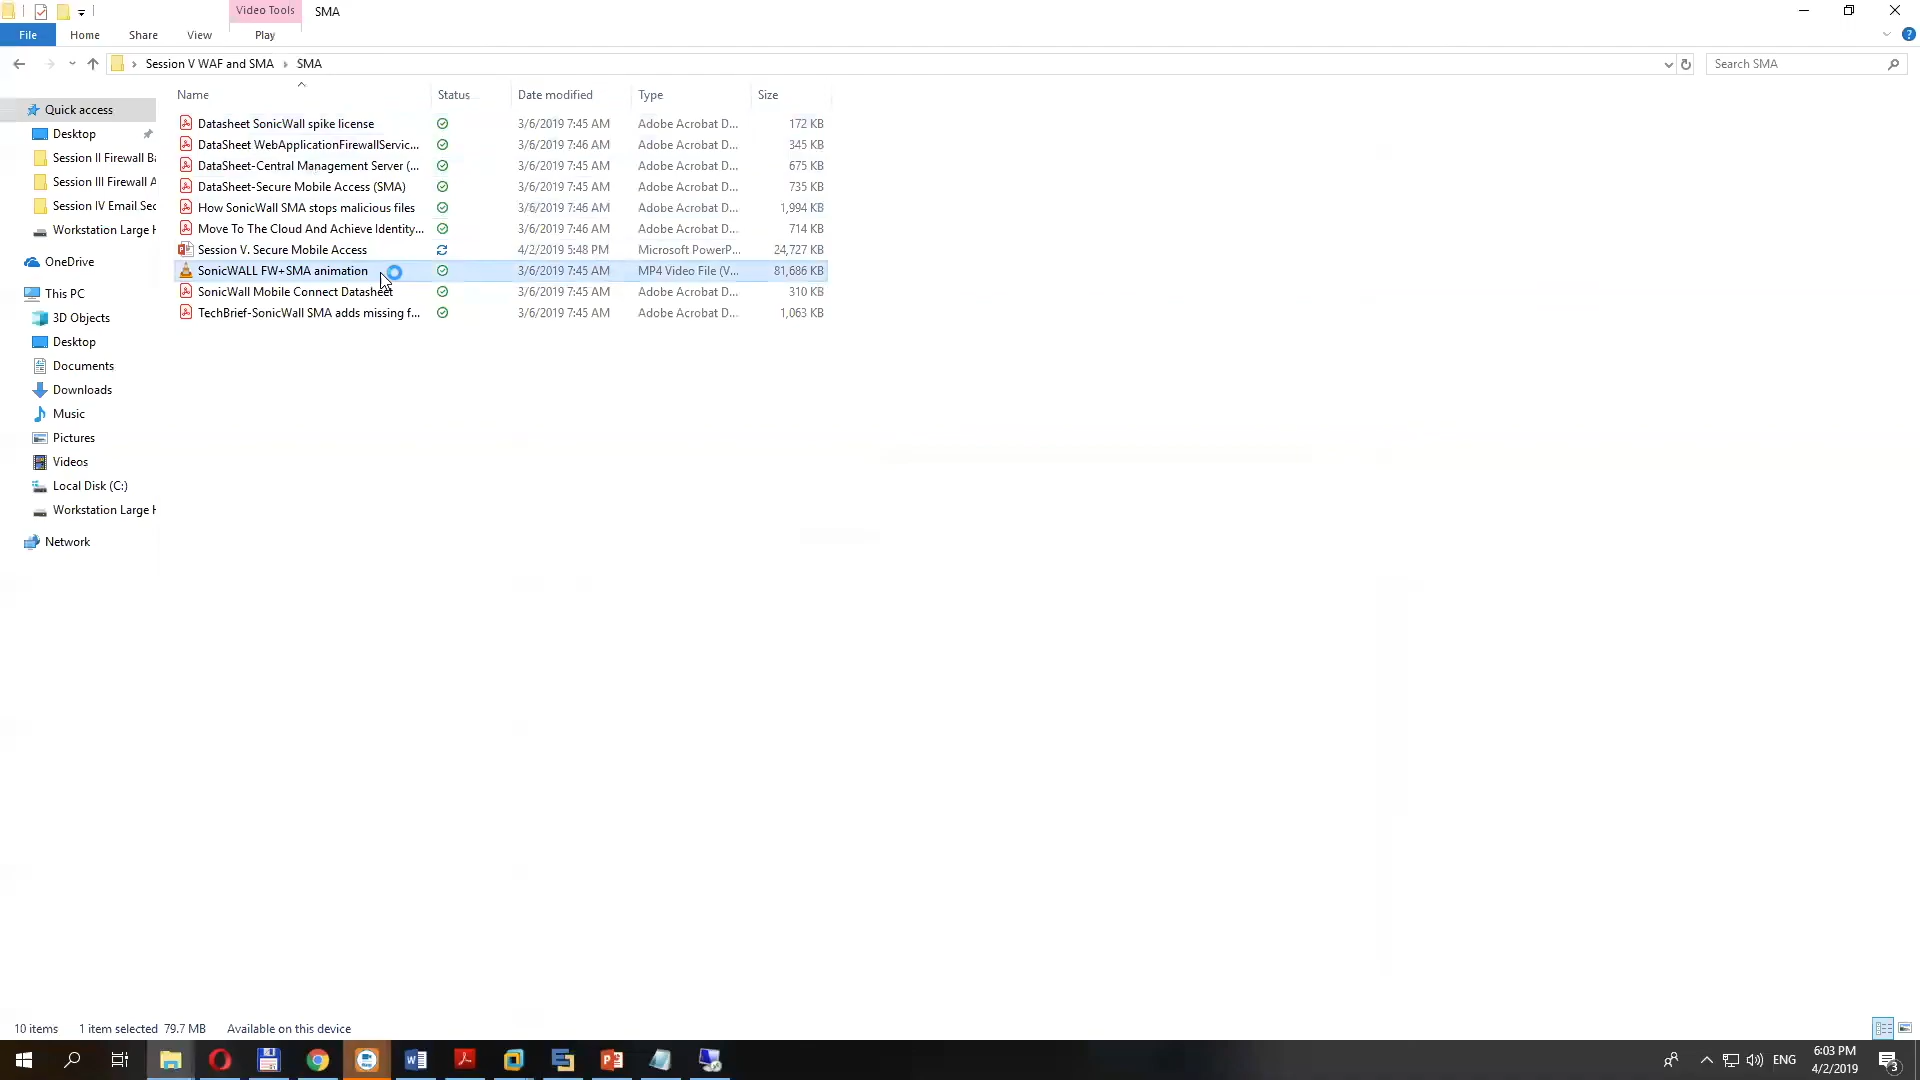 Video Tools
SMA
File
Home
Share
View
Play
Session V WAF and SMA
SMA
Search SMA
Name
Status
Date modified
Type
Size
Quick access
Desktop
Session II Firewall Ba
Session III Firewall A
Session IV Email Sec
Workstation Large H
OneDrive
This PC
3D Objects
Desktop
Documents
Downloads
Music
Pictures
Videos
Local Disk (C:)
Workstation Large H
Network
Datasheet SonicWall spike license 3/6/2019 7:45 AM Adobe Acrobat D... 172 KB
DataSheet WebApplicationFirewallServic... 3/6/2019 7:46 AM Adobe Acrobat D... 345 KB
DataSheet-Central Management Server (... 3/6/2019 7:45 AM Adobe Acrobat D... 675 KB
DataSheet-Secure Mobile Access (SMA) 3/6/2019 7:45 AM Adobe Acrobat D... 735 KB
How SonicWall SMA stops malicious files 3/6/2019 7:46 AM Adobe Acrobat D... 1,994 KB
Move To The Cloud And Achieve Identity... 3/6/2019 7:46 AM Adobe Acrobat D... 714 KB
Session V. Secure Mobile Access 4/2/2019 5:48 PM Microsoft PowerP... 24,727 KB
SonicWALL FW+SMA animation 3/6/2019 7:45 AM MP4 Video File (V... 81,686 KB
SonicWall Mobile Connect Datasheet 3/6/2019 7:45 AM Adobe Acrobat D... 310 KB
TechBrief-SonicWall SMA adds missing f... 3/6/2019 7:45 AM Adobe Acrobat D... 1,063 KB
10 items 1 item selected 79.7 MB Available on this device
ENG
6:03 PM
4/2/2019
3